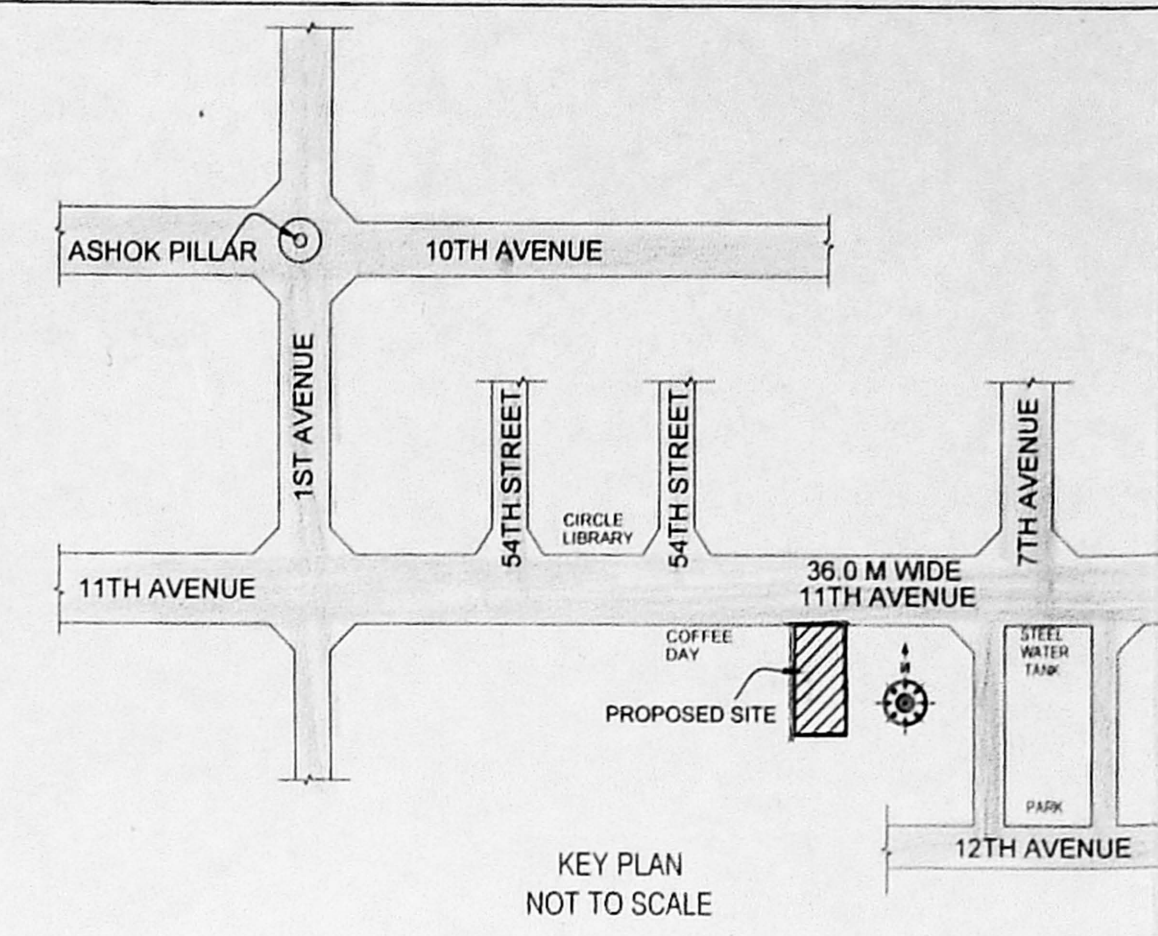 ASHOK PILLAR
10TH AVENUE
1ST AVENUE
54TH STREET
54TH STREET
7TH AVENUE
CIRCLE
LIBRARY
11TH AVENUE
36.0 M WIDE
11TH AVENUE
COFFEE
DAY
STEEL
WATER
TANK
N
PROPOSED SITE
PARK
12TH AVENUE
KEY PLAN
NOT TO SCALE